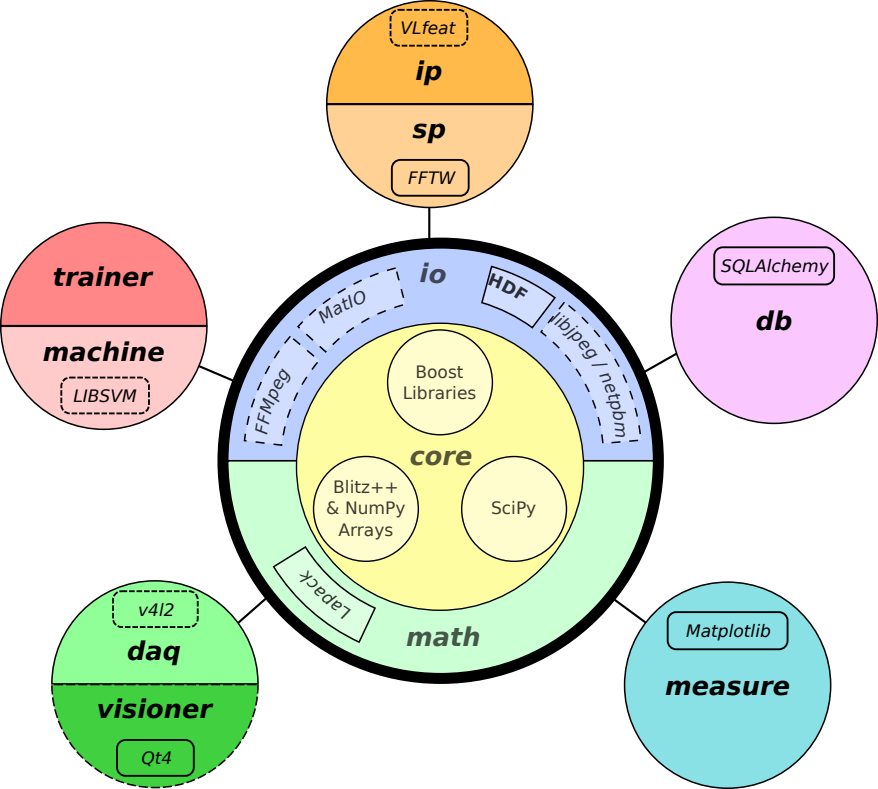 VLfeat
ip
sp
FFTW
trainer
machine
LIBSVM
SQLAlchemy
db
io
MatIO
HDF
FFMpeg
libjpeg / netpbm
Boost
Libraries
core
Blitz++
& NumPy
Arrays
SciPy
Lapack
math
v4l2
daq
visioner
Qt4
Matplotlib
measure